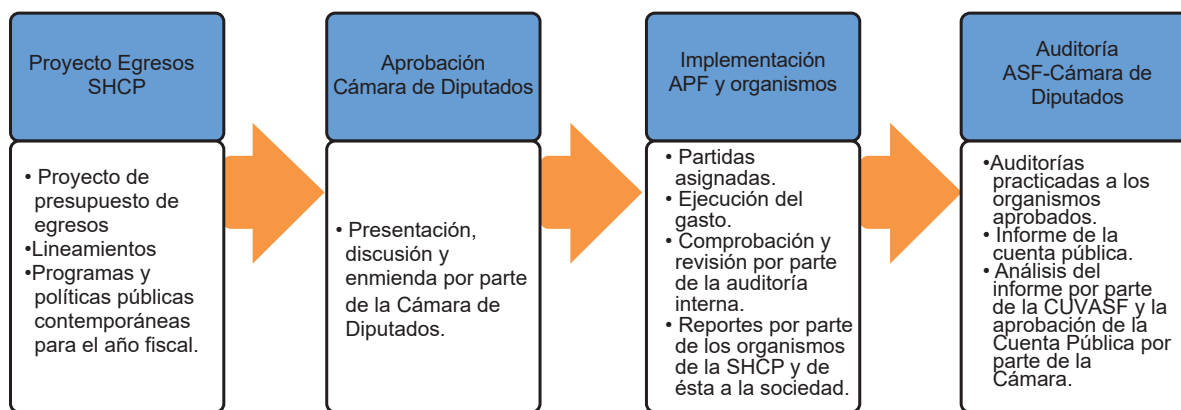 Proyecto Egresos
SHCP
• Proyecto de
presupuesto de
egresos
•Lineamientos
•Programas y
políticas públicas
contemporáneas
para el año fiscal.
Aprobación
Cámara de Diputados
• Presentación,
discusión y
enmienda por parte
de la Cámara de
Diputados.
Implementación
APF y organismos
• Partidas
asignadas.
• Ejecución del
gasto.
• Comprobación y
revisión por parte
de la auditoría
interna.
• Reportes por parte
de los organismos
de la SHCP y de
ésta a la sociedad.
Auditoría
ASF-Cámara de
Diputados
•Auditorías
practicadas a los
organismos
aprobados.
• Informe de la
cuenta pública.
• Análisis del
informe por parte
de la CUVASF y la
aprobación de la
Cuenta Pública por
parte de la
Cámara.